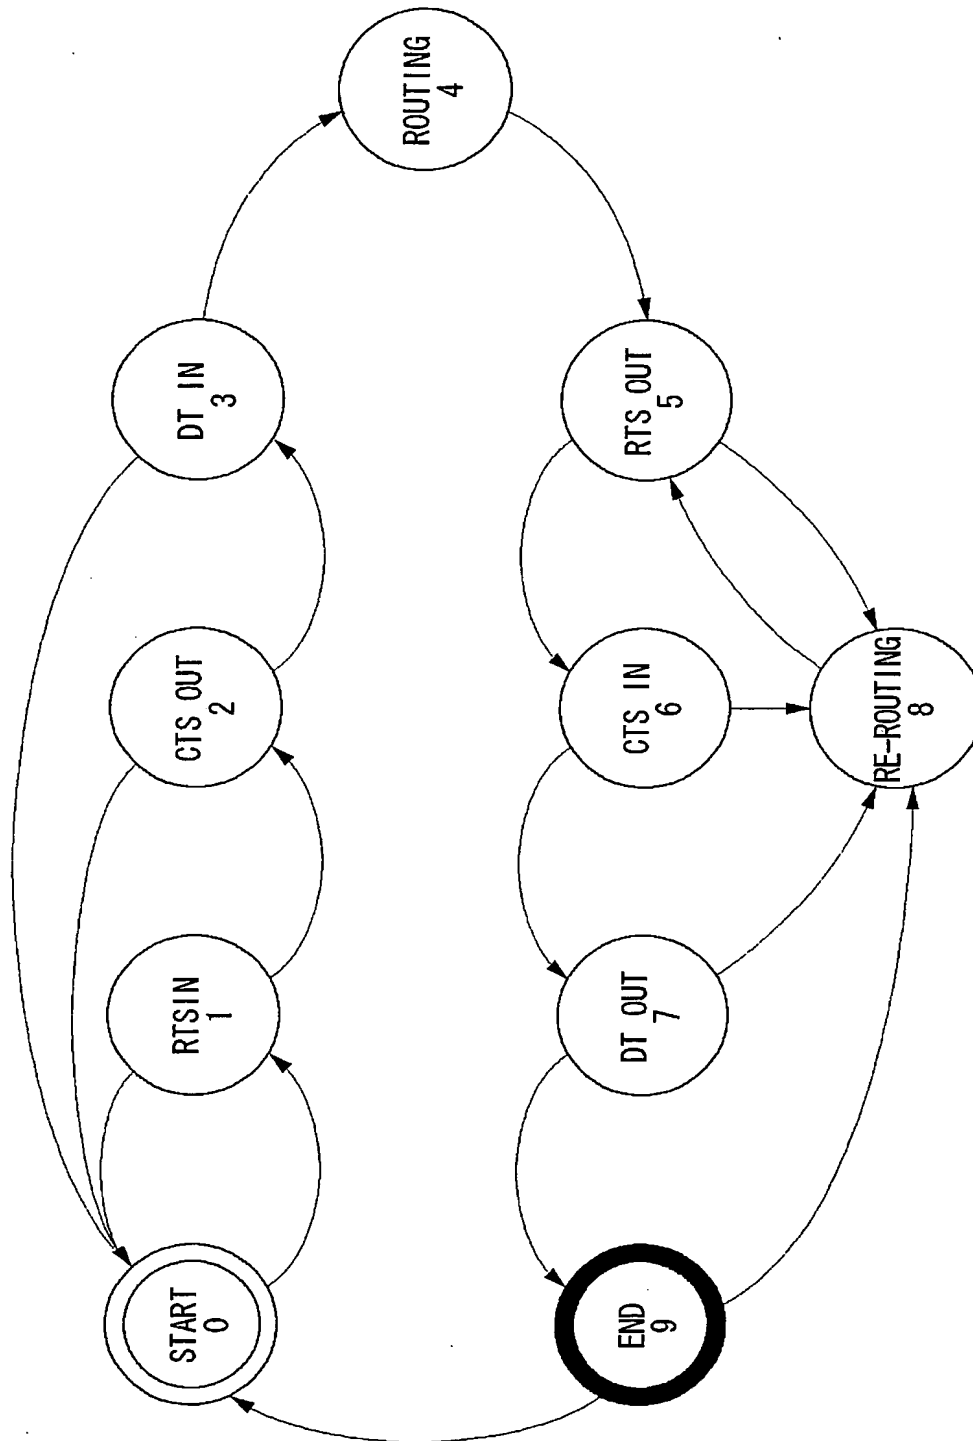 START
0
RTSIN
1
CTS OUT
2
DT IN
3
ROUTING
4
RTS OUT
5
CTS IN
6
DT OUT
7
RE-ROUTING
8
END
9